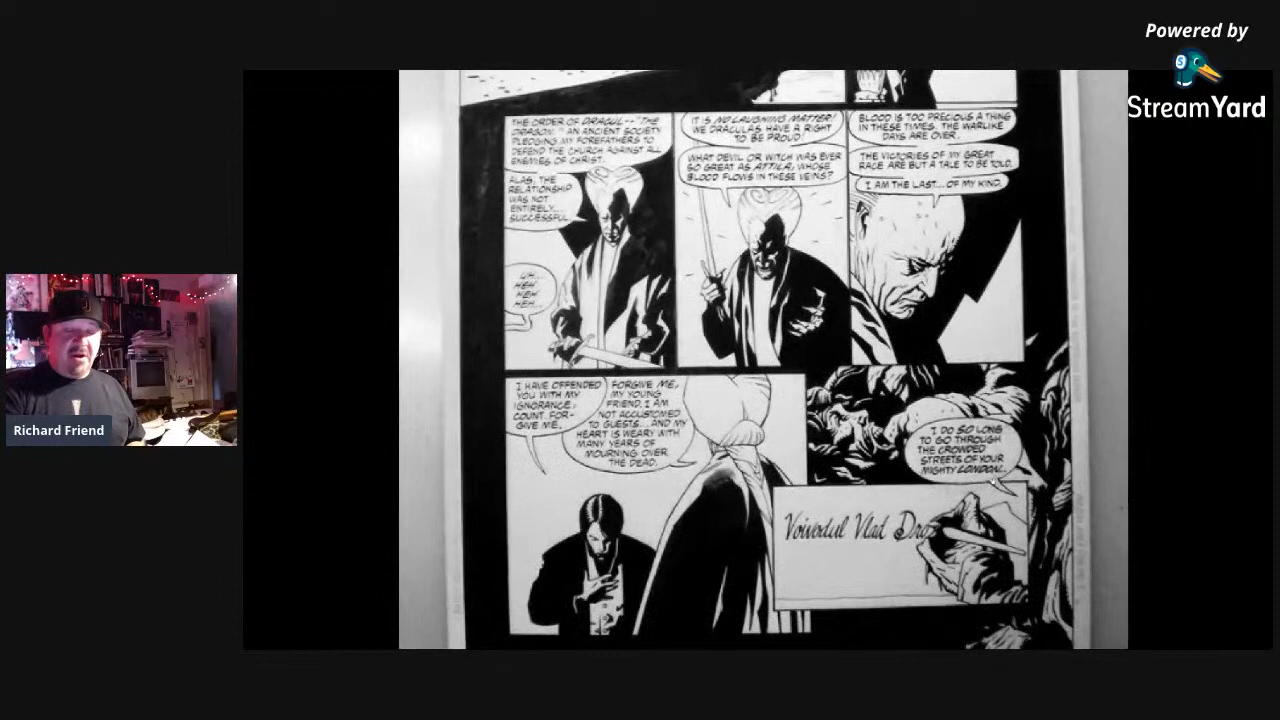 Powered by
StreamYard
THE ORDER OF DRACUL--"THE
DRAGON." AN ANCIENT SOCIETY
PLEDGING MY FOREFATHERS TO
DEFEND THE CHURCH AGAINST ALL
ENEMIES OF CHRIST.
ALAS, THE
RELATIONSHIP
WAS NOT
ENTIRELY...
SUCCESSFUL.
UH...
HEH
HEH
HEH...
IT IS NO LAUGHING MATTER!
WE DRACULAS HAVE A RIGHT
TO BE PROUD!
WHAT DEVIL OR WITCH WAS EVER
SO GREAT AS ATTILA, WHOSE
BLOOD FLOWS IN THESE VEINS?
BLOOD IS TOO PRECIOUS A THING
IN THESE TIMES. THE WARLIKE
DAYS ARE OVER.
THE VICTORIES OF MY GREAT
RACE ARE BUT A TALE TO BE TOLD.
I AM THE LAST... OF MY KIND.
I HAVE OFFENDED
YOU WITH MY
IGNORANCE,
COUNT. FOR-
GIVE ME.
FORGIVE ME,
MY YOUNG
FRIEND. I AM
NOT ACCUSTOMED
TO GUESTS... AND MY
HEART IS WEARY WITH
MANY YEARS OF
MOURNING OVER
THE DEAD.
I DO SO LONG
TO GO THROUGH
THE CROWDED
STREETS OF YOUR
MIGHTY LONDON.
Voivodul Vlad Drac
Richard Friend